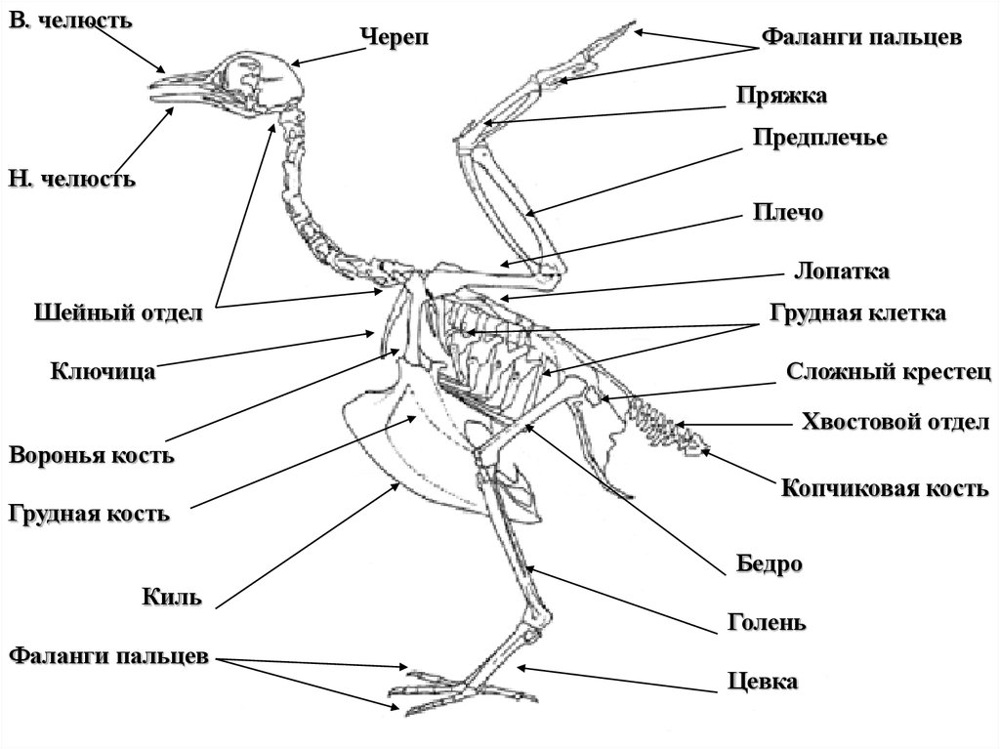 В. челюсть
Череп
Фаланги пальцев
Пряжка
Предплечье
Н. челюсть
Плечо
Лопатка
Шейный отдел
Грудная клетка
Ключица
Сложный крестец
Хвостовой отдел
Воронья кость
Копчиковая кость
Грудная кость
Бедро
Киль
Голень
Фаланги пальцев
Цевка